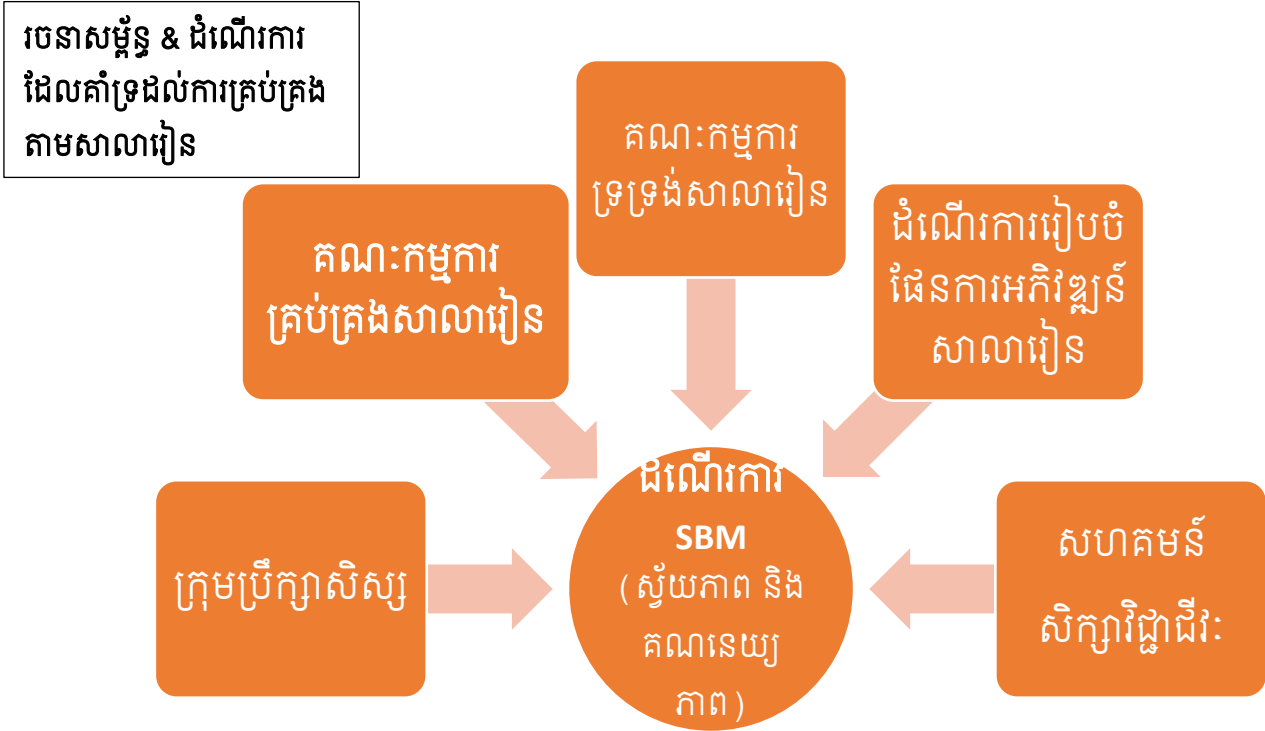 រចនាសម្ព័ន្ធ & ដំណើរការ
ដែលគាំទ្រដល់ការគ្រប់គ្រង
តាមសាលារៀន
គណៈកម្មការ
ទ្រទ្រង់សាលារៀន
គណៈកម្មការ
គ្រប់គ្រងសាលារៀន
ដំណើរការរៀបចំ
ផែនការអភិវឌ្ឍន៍
សាលារៀន
ក្រុមប្រឹក្សាសិស្ស
ដំណើរការ
SBM
(ស្វ័យភាព និង
គណនេយ្យ
ភាព)
សហគមន៍
សិក្សាវិជ្ជាជីវៈ